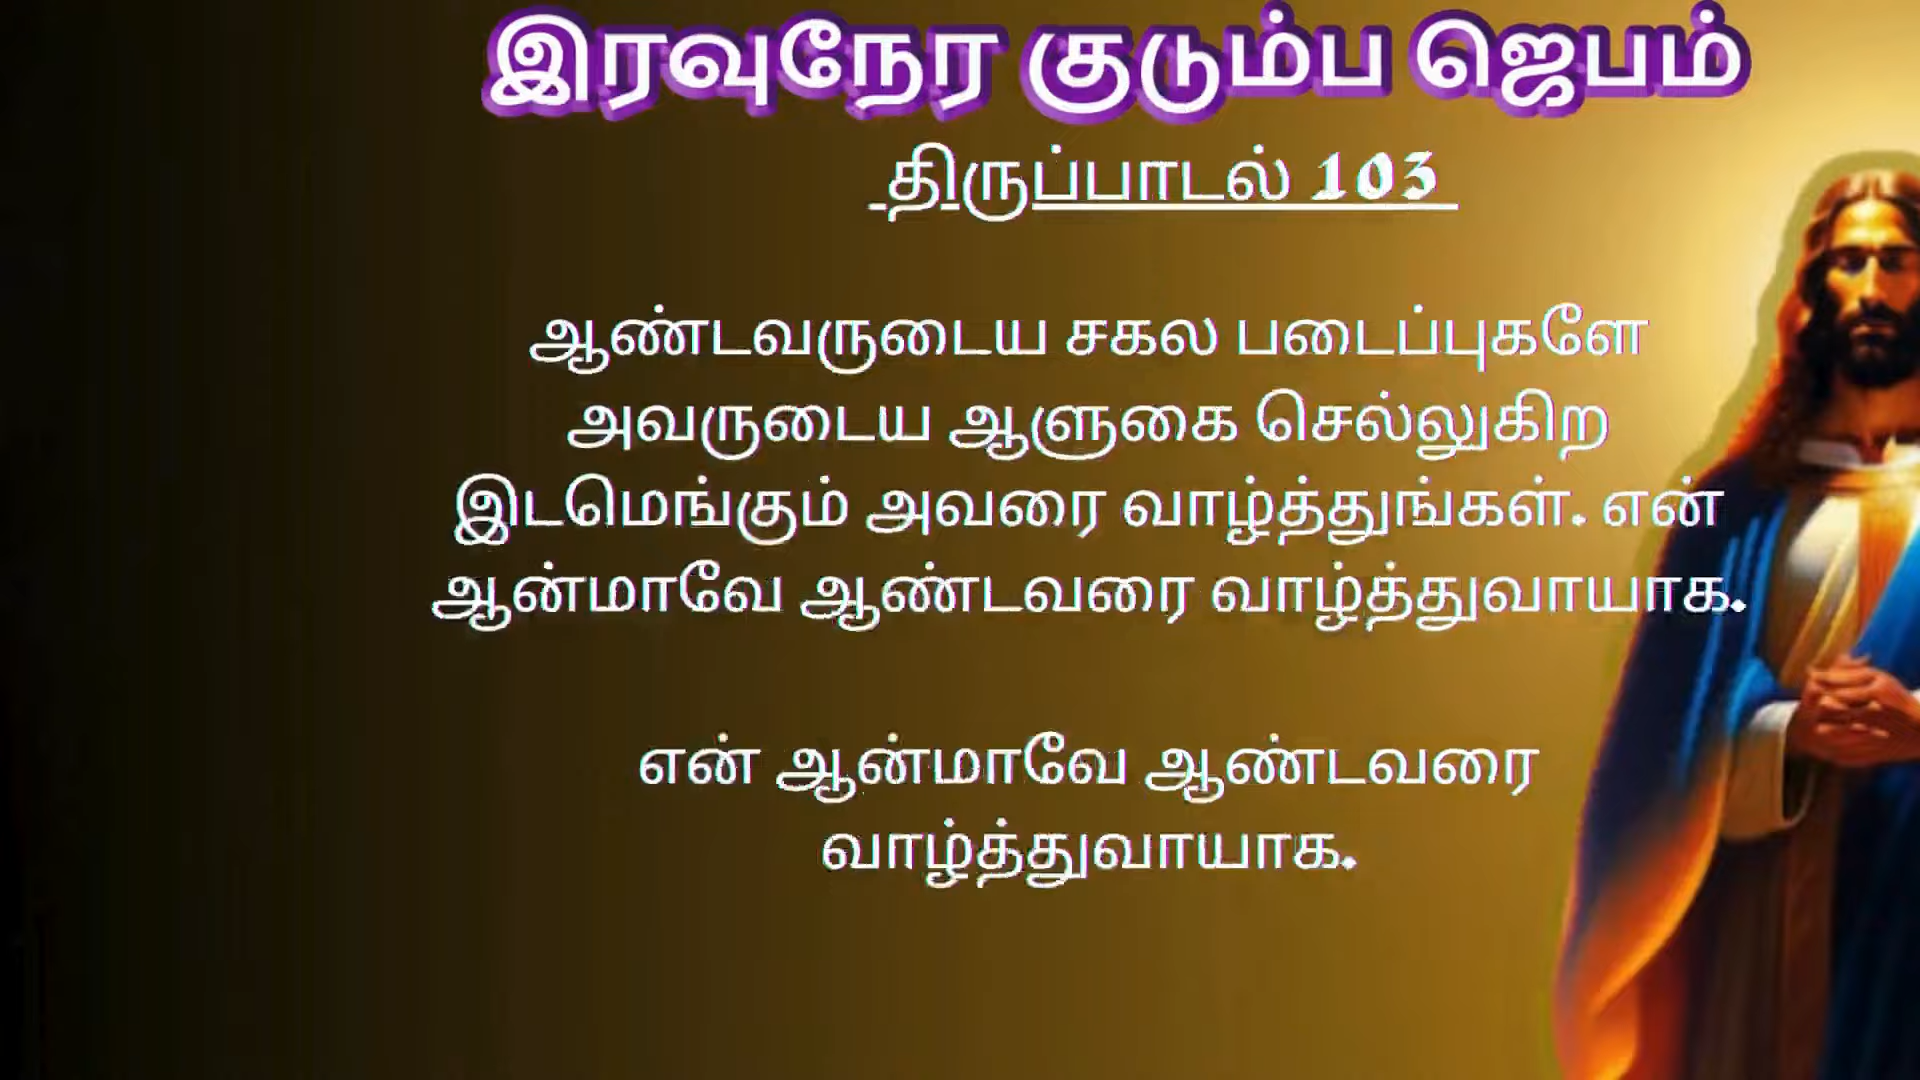 இரவுநேர குடும்ப ஜெபம்
திருப்பாடல் 103
ஆண்டவருடைய சகல படைப்புகளே
அவருடைய ஆளுகை செல்லுகிற
இடமெங்கும் அவரை வாழ்த்துங்கள். என்
ஆன்மாவே ஆண்டவரை வாழ்த்துவாயாக.
என் ஆன்மாவே ஆண்டவரை
வாழ்த்துவாயாக.